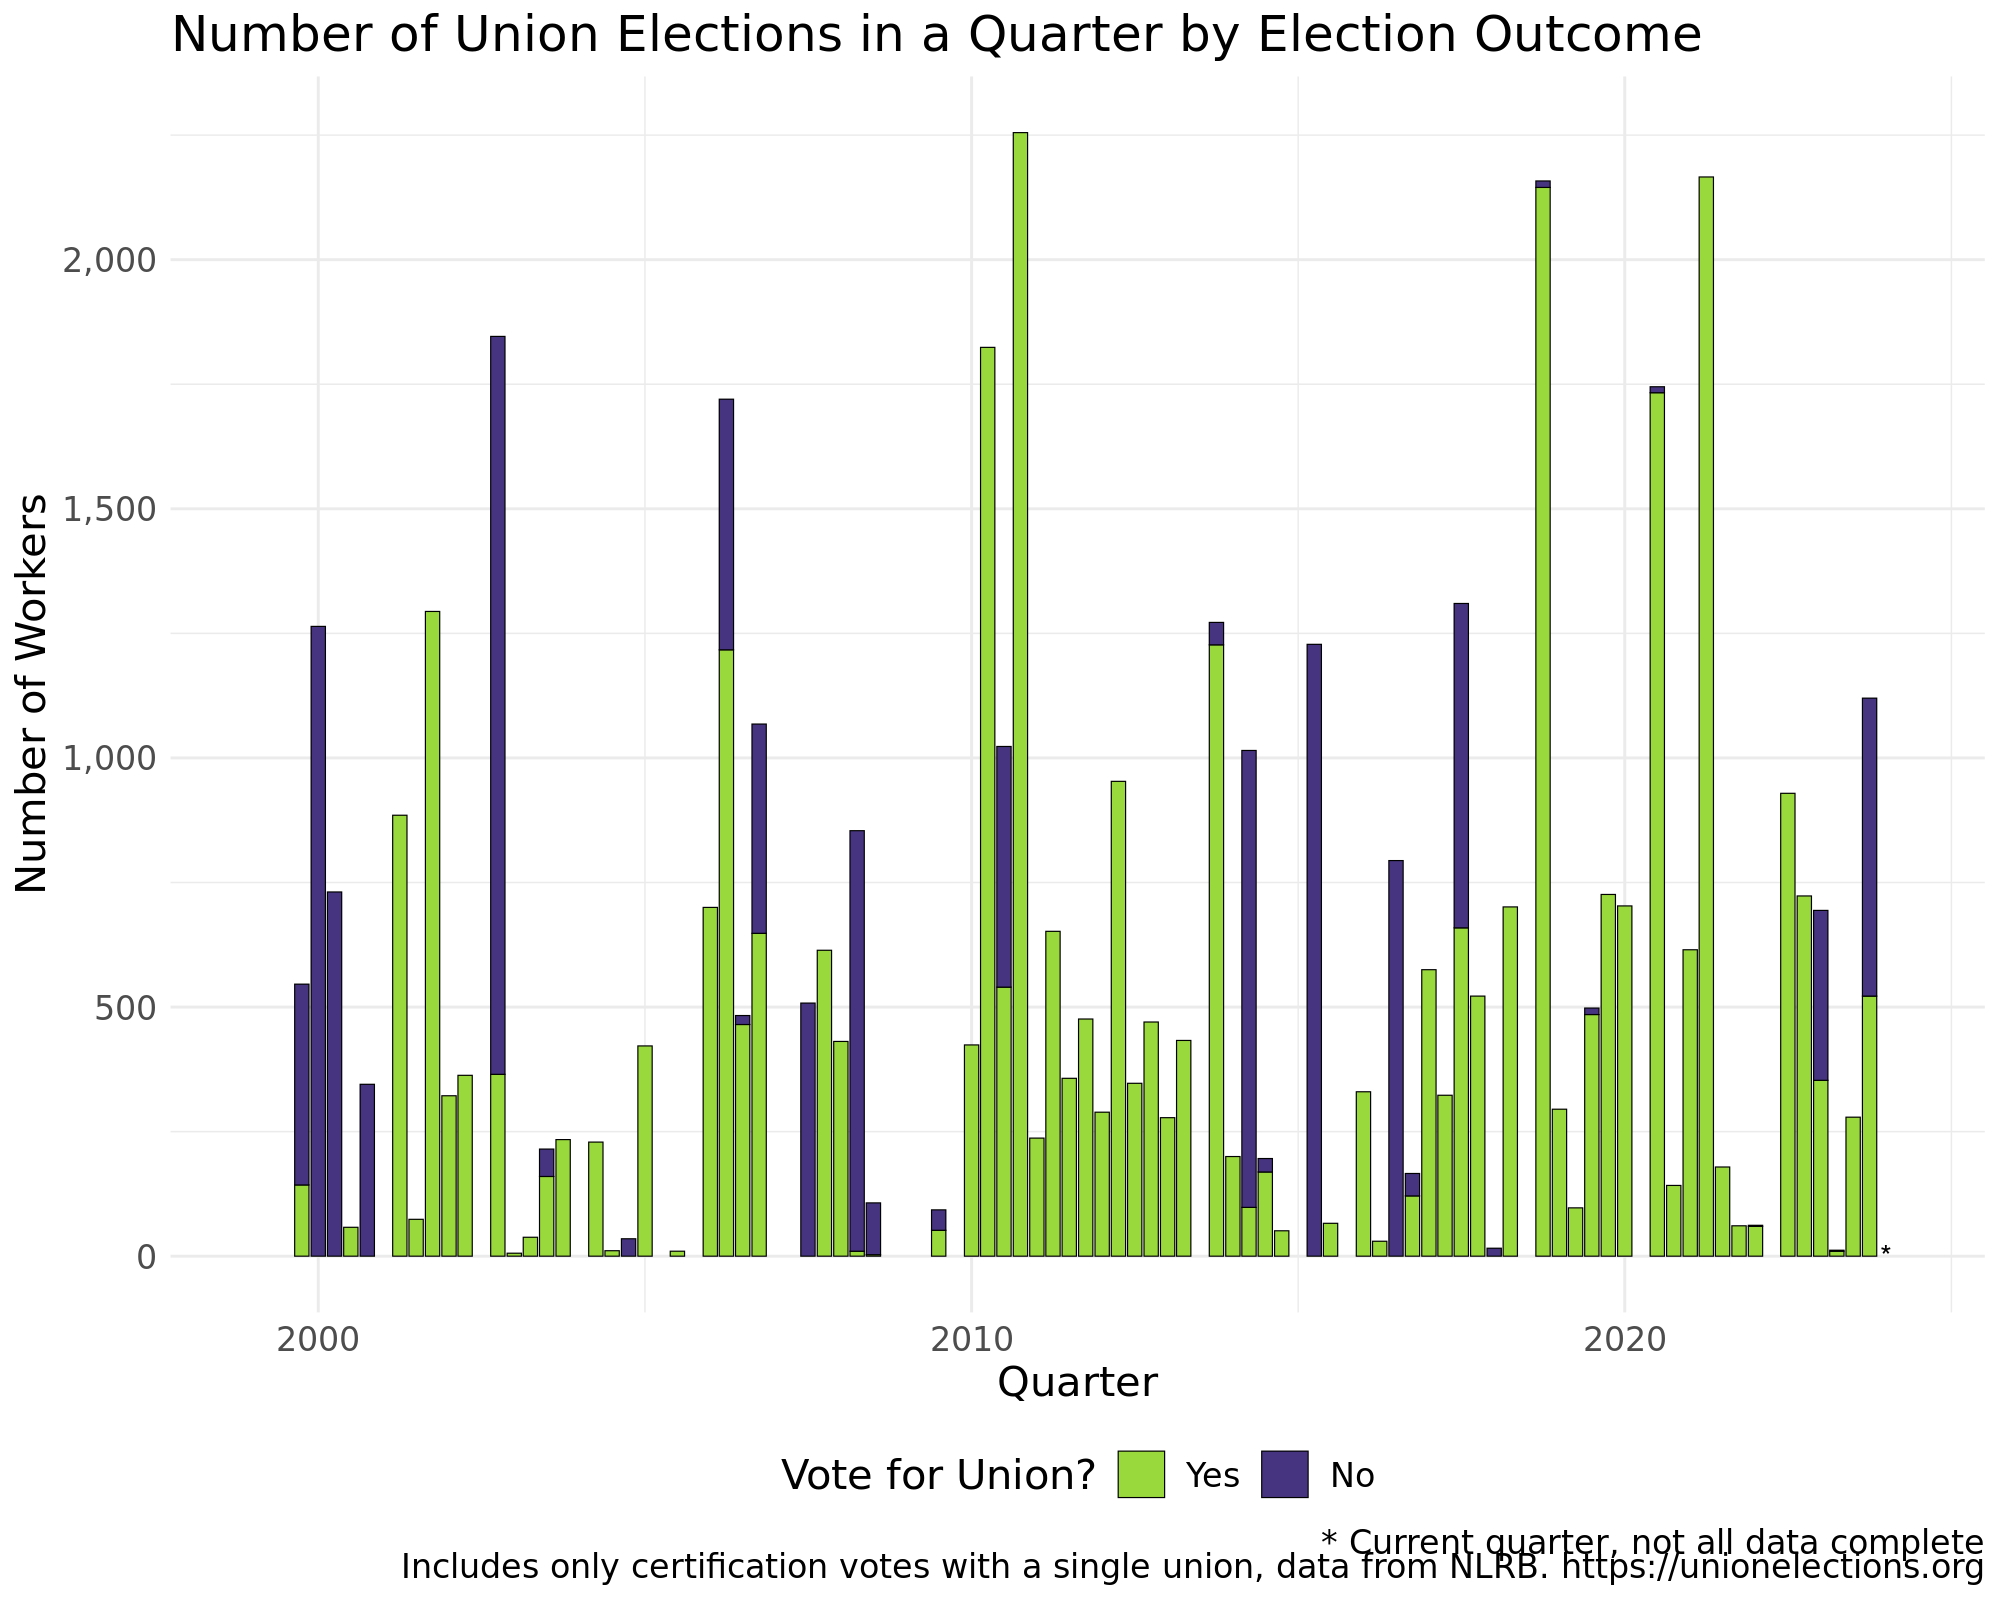 Number of Union Elections in a Quarter by Election Outcome
Number of Workers
2,000
1,500
1,000
500
0
*
2000 2010 2020
Quarter
Vote for Union? Yes No
* Current quarter, not all data complete
Includes only certification votes with a single union, data from NLRB. https://unionelections.org